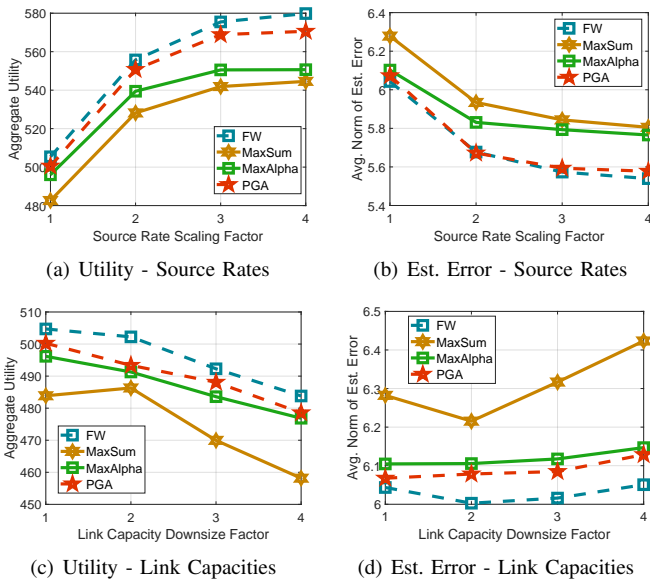 580
560
540
520
500
480
Aggregate Utility
FW
MaxSum
MaxAlpha
PGA
1 2 3 4
Source Rate Scaling Factor
(a) Utility - Source Rates
6.4
6.2
6
5.8
5.6
5.4
Avg. Norm of Est. Error
FW
MaxSum
MaxAlpha
PGA
1 2 3 4
Source Rate Scaling Factor
(b) Est. Error - Source Rates
510
500
490
480
470
460
450
Aggregate Utility
FW
MaxSum
MaxAlpha
PGA
1 2 3 4
Link Capacity Downsize Factor
(c) Utility - Link Capacities
6.5
6.4
6.3
6.2
6.1
6
Avg. Norm of Est. Error
FW
MaxSum
MaxAlpha
PGA
1 2 3 4
Link Capacity Downsize Factor
(d) Est. Error - Link Capacities